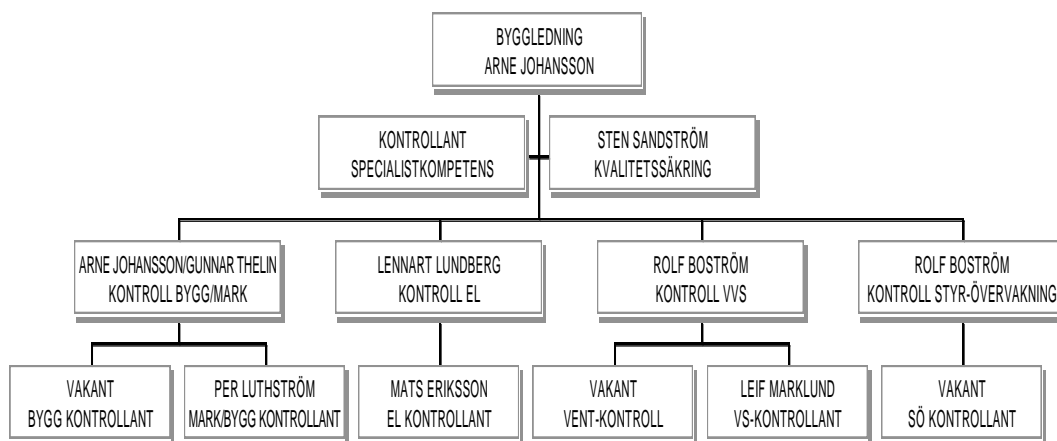 BYGGLEDNING
ARNE JOHANSSON
KONTROLLANT
SPECIALISTKOMPETENS
STEN SANDSTRÖM
KVALITETSSÄKRING
ARNE JOHANSSON/GUNNAR THELIN
KONTROLL BYGG/MARK
LENNART LUNDBERG
KONTROLL EL
ROLF BOSTRÖM
KONTROLL VVS
ROLF BOSTRÖM
KONTROLL STYR-ÖVERVAKNING
VAKANT
BYGG KONTROLLANT
PER LUTHSTRÖM
MARK/BYGG KONTROLLANT
MATS ERIKSSON
EL KONTROLLANT
VAKANT
VENT-KONTROLL
LEIF MARKLUND
VS-KONTROLLANT
VAKANT
SÖ KONTROLLANT